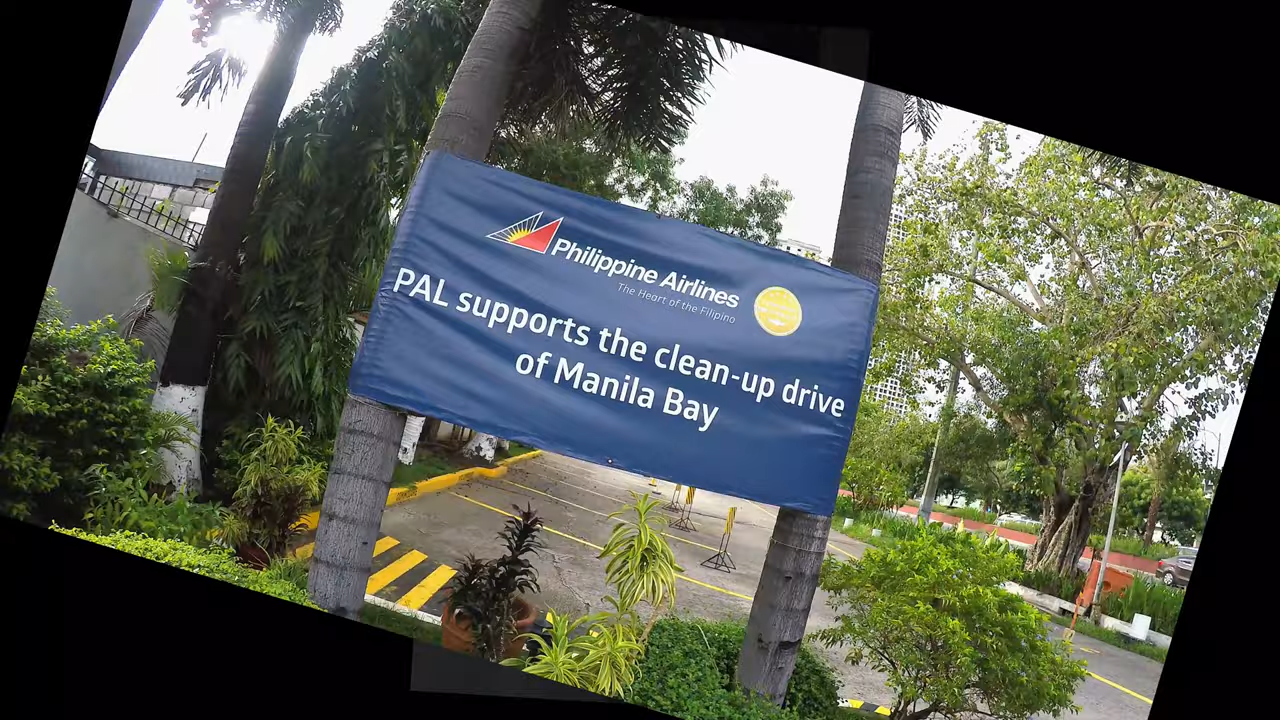 Philippine Airlines
The Heart of the Filipino
PAL supports the clean-up drive
of Manila Bay